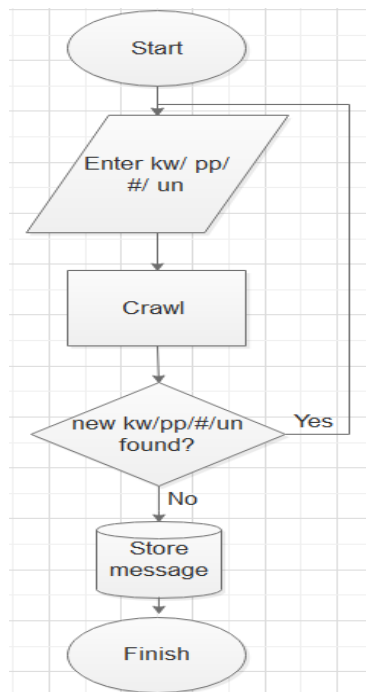 Start
Enter kw/ pp/
#/ un
Crawl
new kw/pp/#/un
found?
Yes
No
Store
message
Finish